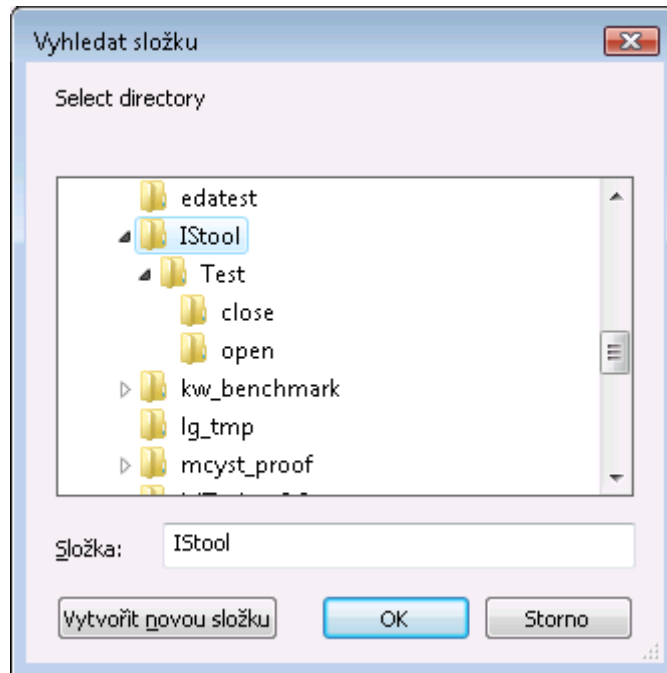 Vyhledat složku
Select directory
edatest
IStool
Test
close
open
kw_benchmark
lg_tmp
mcyst_proof
Složka: IStool
Vytvořit novou složku OK Storno